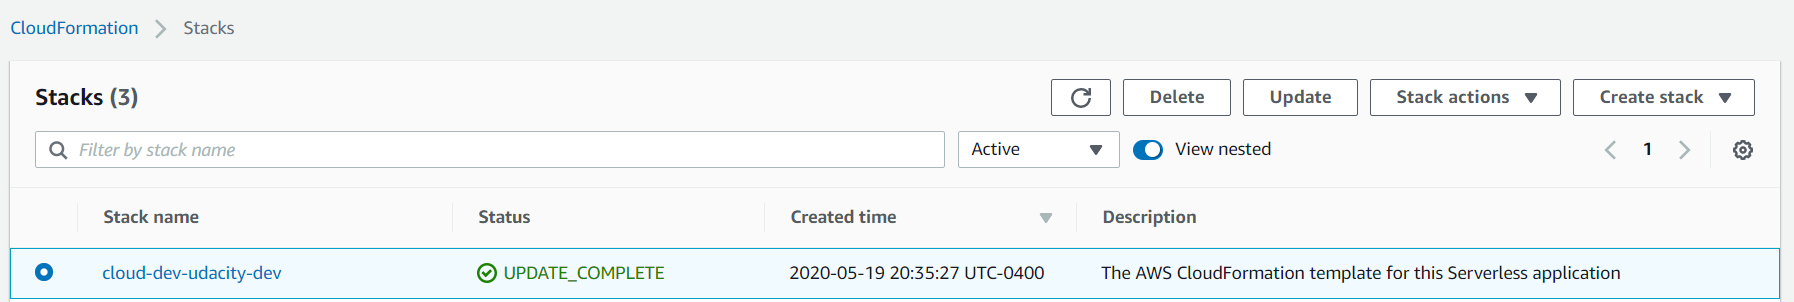 CloudFormation > Stacks
Stacks (3) Delete Update Stack actions Create stack
Filter by stack name Active View nested 1
Stack name Status Created time Description
cloud-dev-udacity-dev UPDATE_COMPLETE 2020-05-19 20:35:27 UTC-0400 The AWS CloudFormation template for this Serverless application